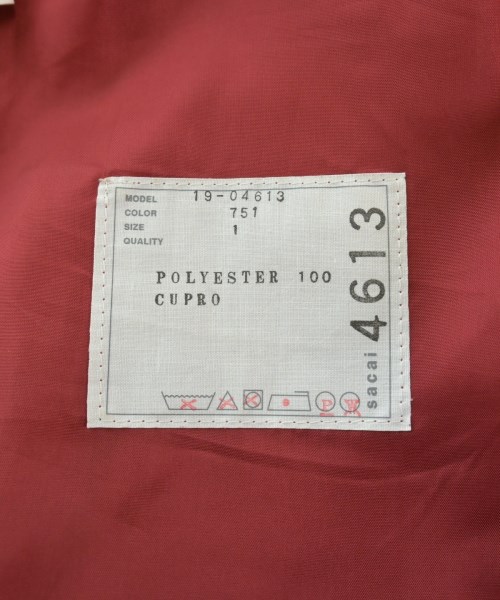 MODEL 19-04613
COLOR 751
SIZE 1
QUALITY
POLYESTER 100
CUPRO
P W
sacai 4613